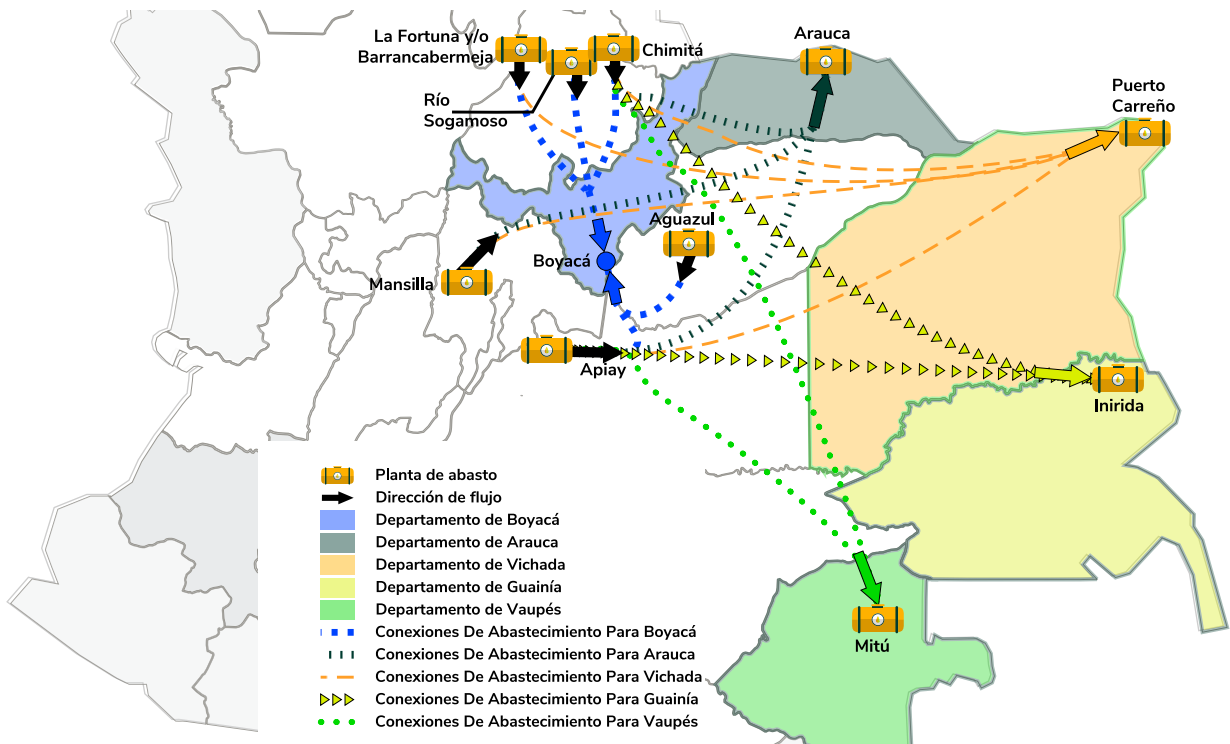 La Fortuna y/o
Barrancabermeja
Chimitá
Arauca
Puerto
Carreño
Río
Sogamoso
Aguazul
Boyacá
Mansilla
Apiay
Inirida
Mitú
Planta de abasto
Dirección de flujo
Departamento de Boyacá
Departamento de Arauca
Departamento de Vichada
Departamento de Guainía
Departamento de Vaupés
Conexiones De Abastecimiento Para Boyacá
Conexiones De Abastecimiento Para Arauca
Conexiones De Abastecimiento Para Vichada
Conexiones De Abastecimiento Para Guainía
Conexiones De Abastecimiento Para Vaupés